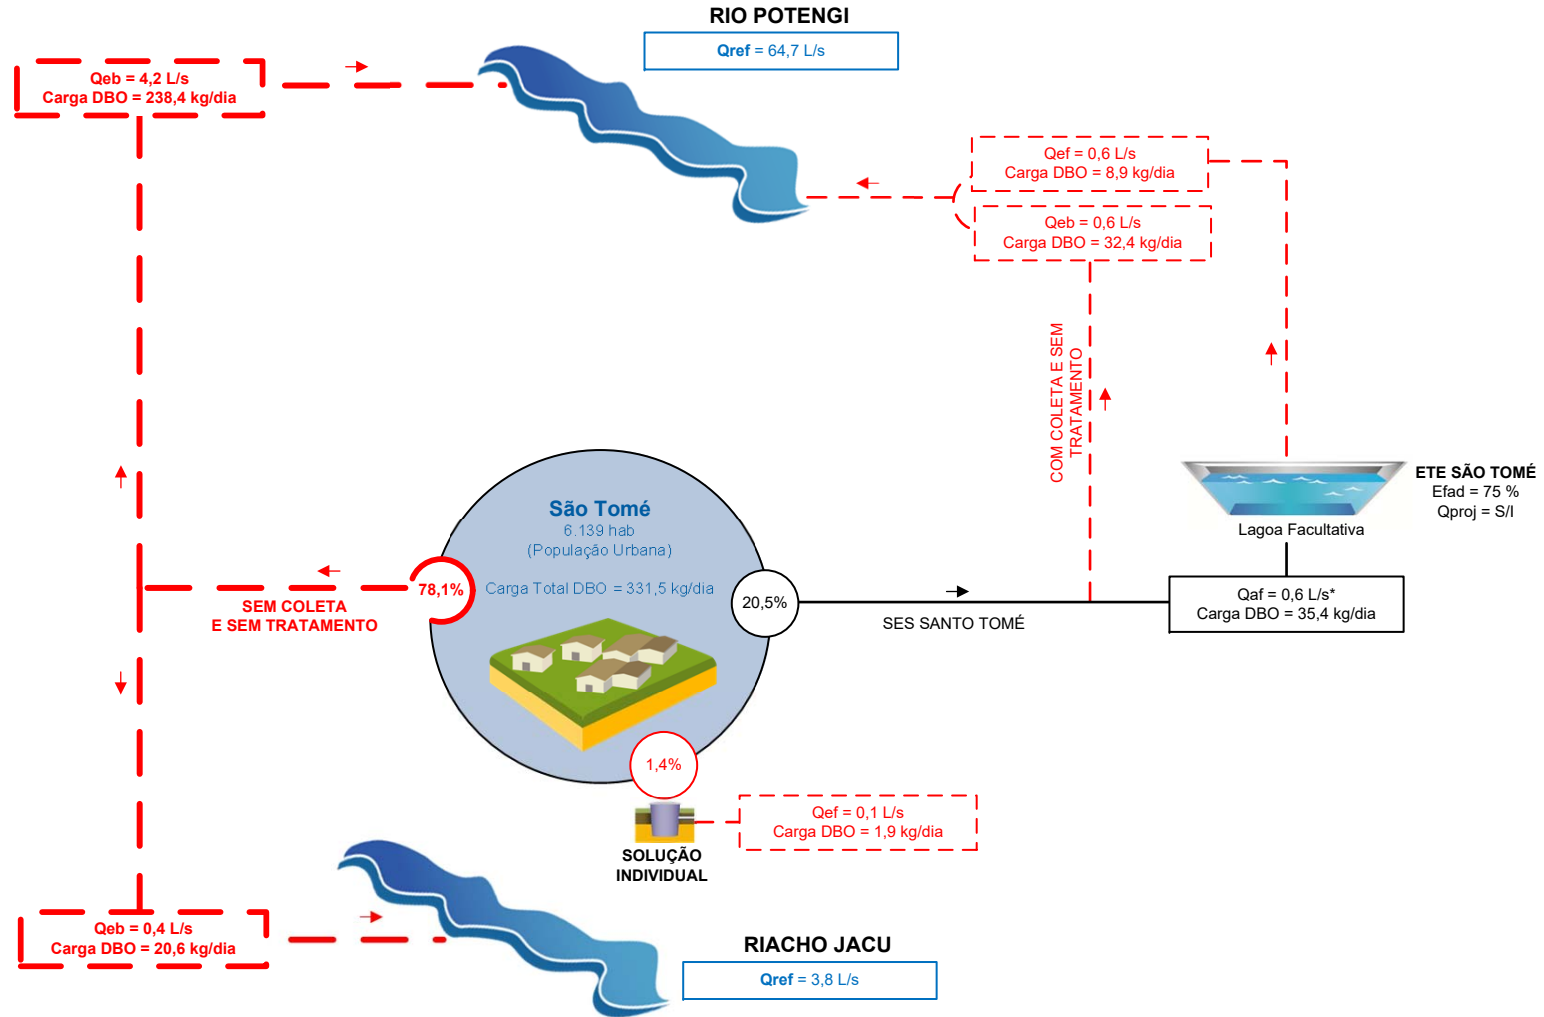 RIO POTENGI
Qref = 64,7 L/s
Qeb = 4,2 L/s
Carga DBO = 238,4 kg/dia
Qef = 0,6 L/s
Carga DBO = 8,9 kg/dia
Qeb = 0,6 L/s
Carga DBO = 32,4 kg/dia
COM COLETA E SEM
TRATAMENTO
ETE SÃO TOMÉ
Efad = 75 %
Qproj = S/I
Lagoa Facultativa
São Tomé
6.139 hab
(População Urbana)
Carga Total DBO = 331,5 kg/dia
78,1%
20,5%
SEM COLETA
E SEM TRATAMENTO
SES SANTO TOMÉ
Qaf = 0,6 L/s*
Carga DBO = 35,4 kg/dia
1,4%
Qef = 0,1 L/s
Carga DBO = 1,9 kg/dia
SOLUÇÃO
INDIVIDUAL
Qeb = 0,4 L/s
Carga DBO = 20,6 kg/dia
RIACHO JACU
Qref = 3,8 L/s